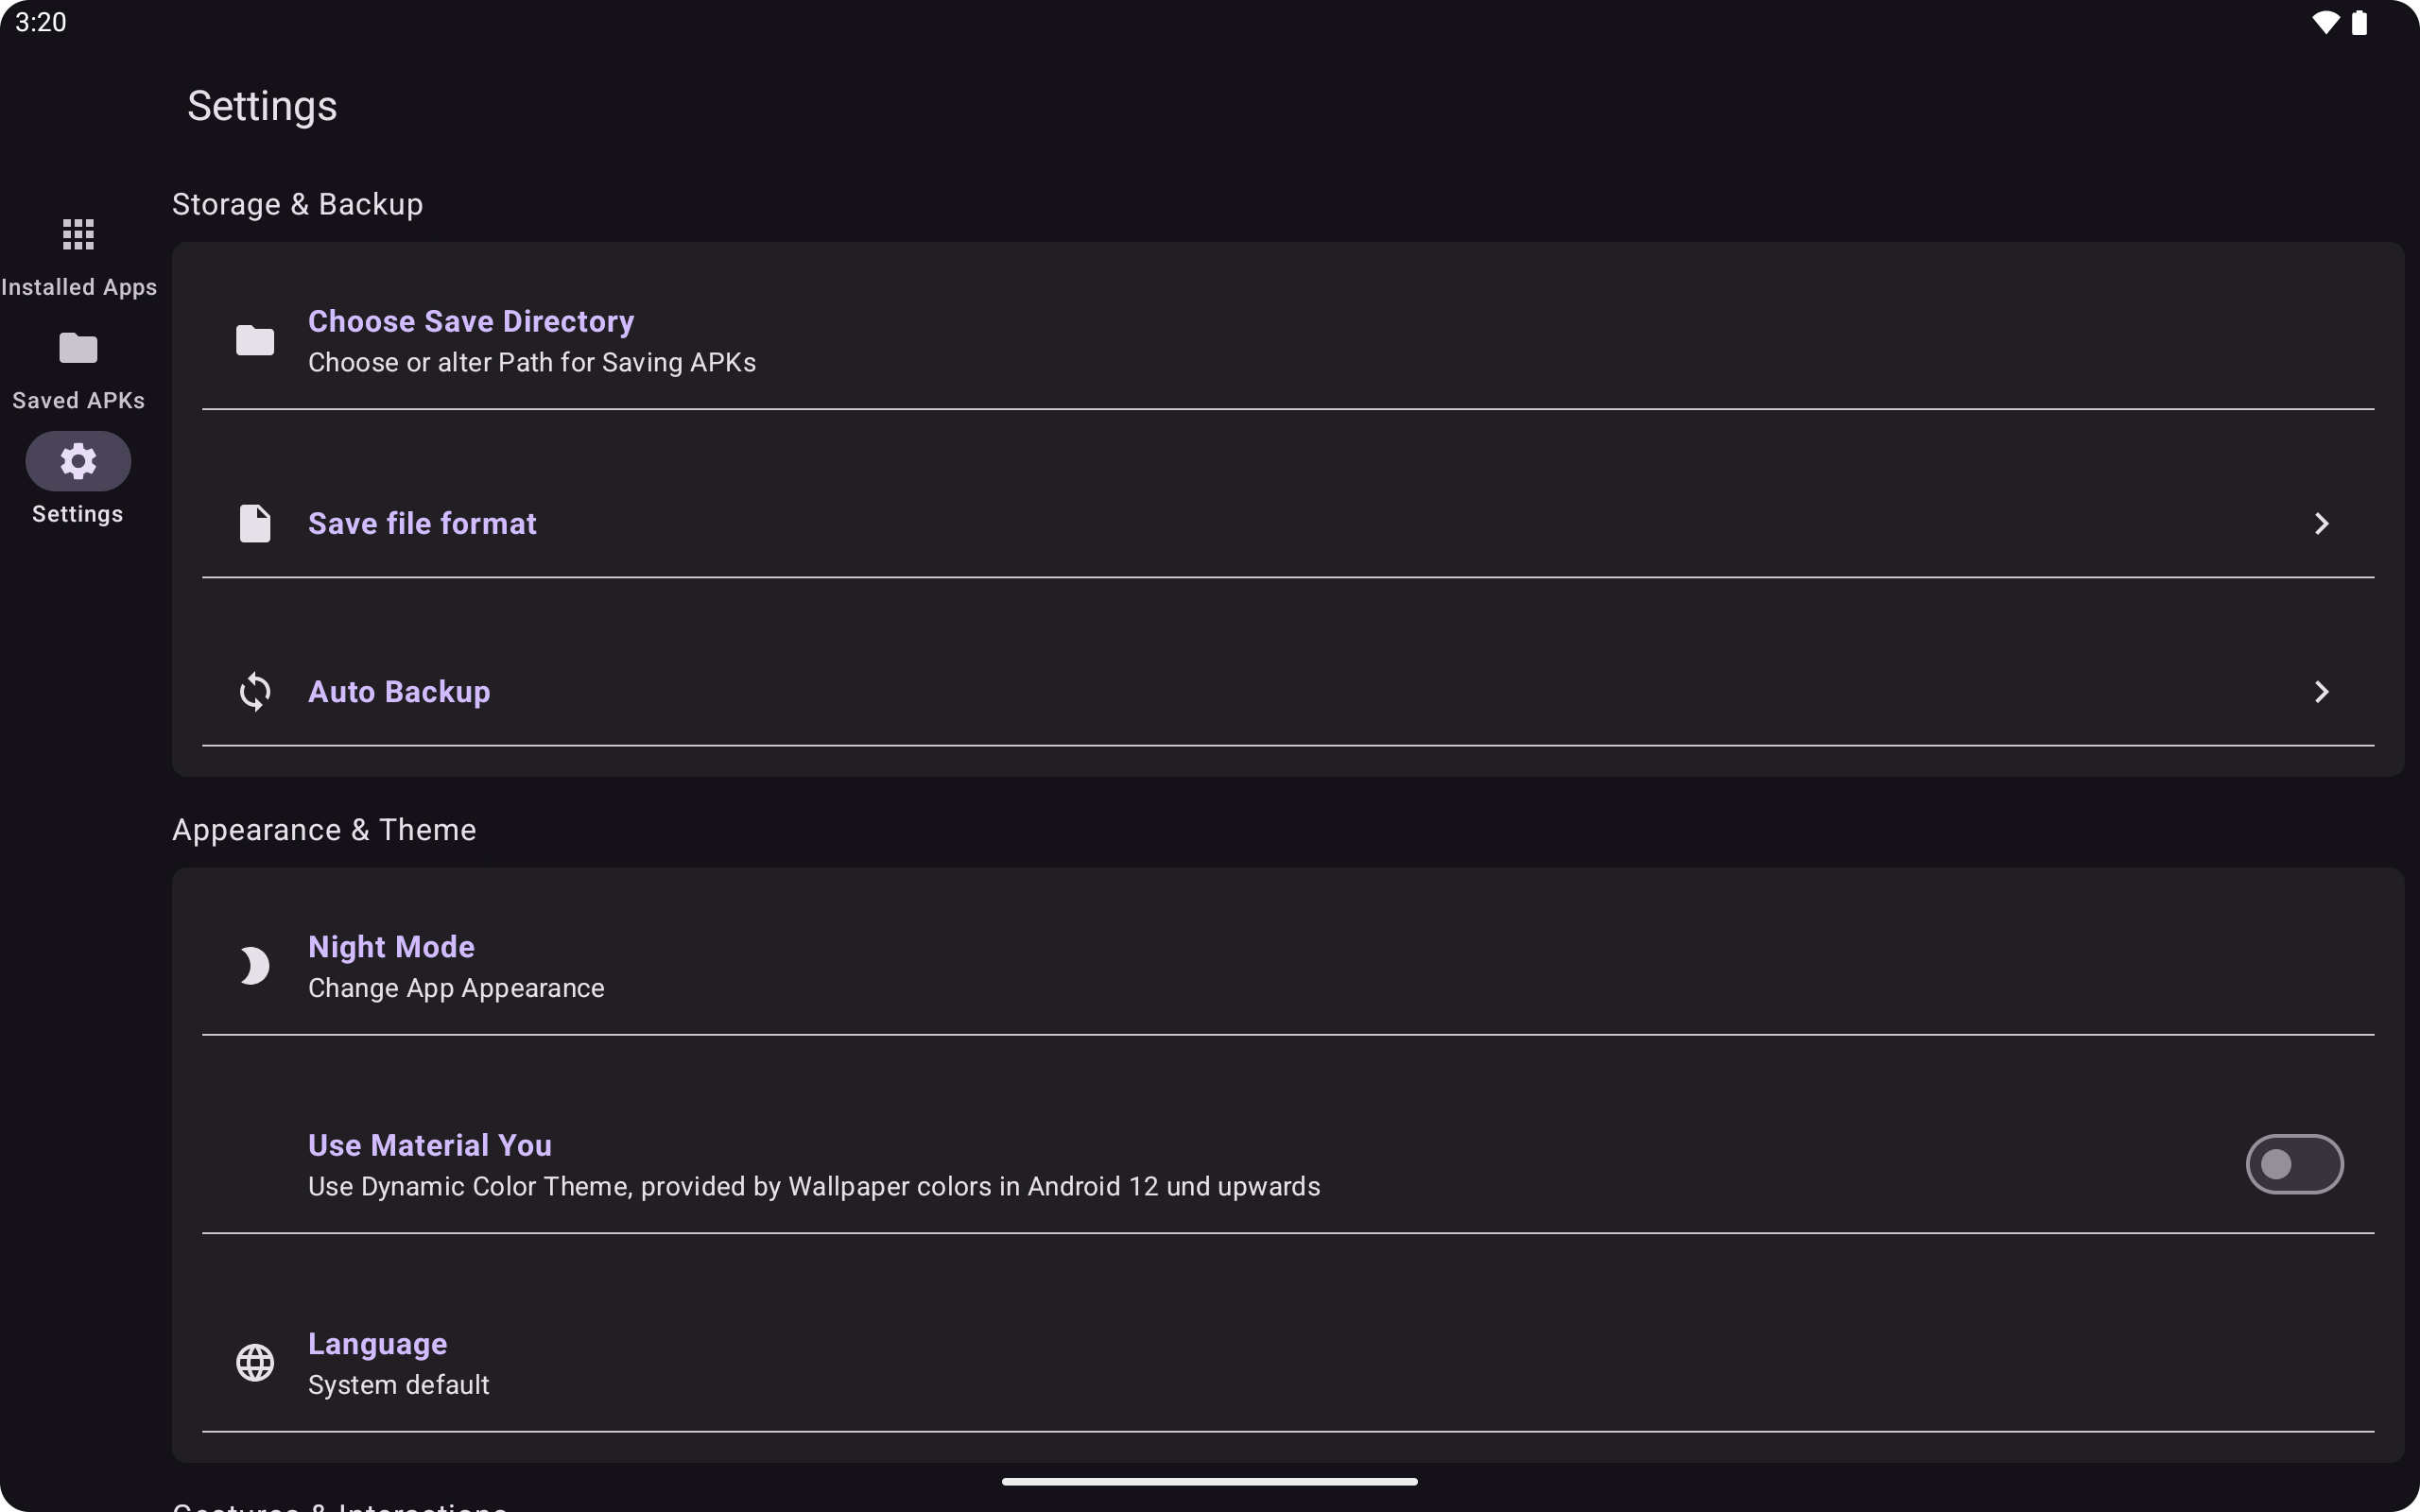 3:20
Settings
Storage & Backup
Installed Apps
Choose Save Directory
Choose or alter Path for Saving APKs
Saved APKs
Settings
Save file format
Auto Backup
Appearance & Theme
Night Mode
Change App Appearance
Use Material You
Use Dynamic Color Theme, provided by Wallpaper colors in Android 12 und upwards
Language
System default
Gestures & Interactions